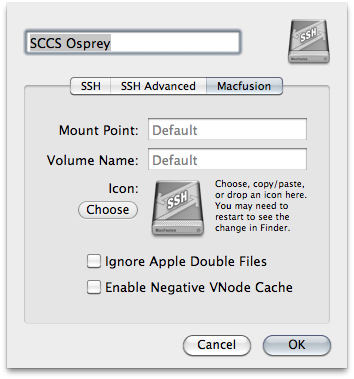 SCCS Osprey
SSH SSH Advanced Macfusion
Mount Point: Default
Volume Name: Default
Icon:
Choose
SSH
Macfusion
Choose, copy/paste,
or drop an icon here.
You may need to
restart to see the
change in Finder.
Ignore Apple Double Files
Enable Negative VNode Cache
Cancel OK